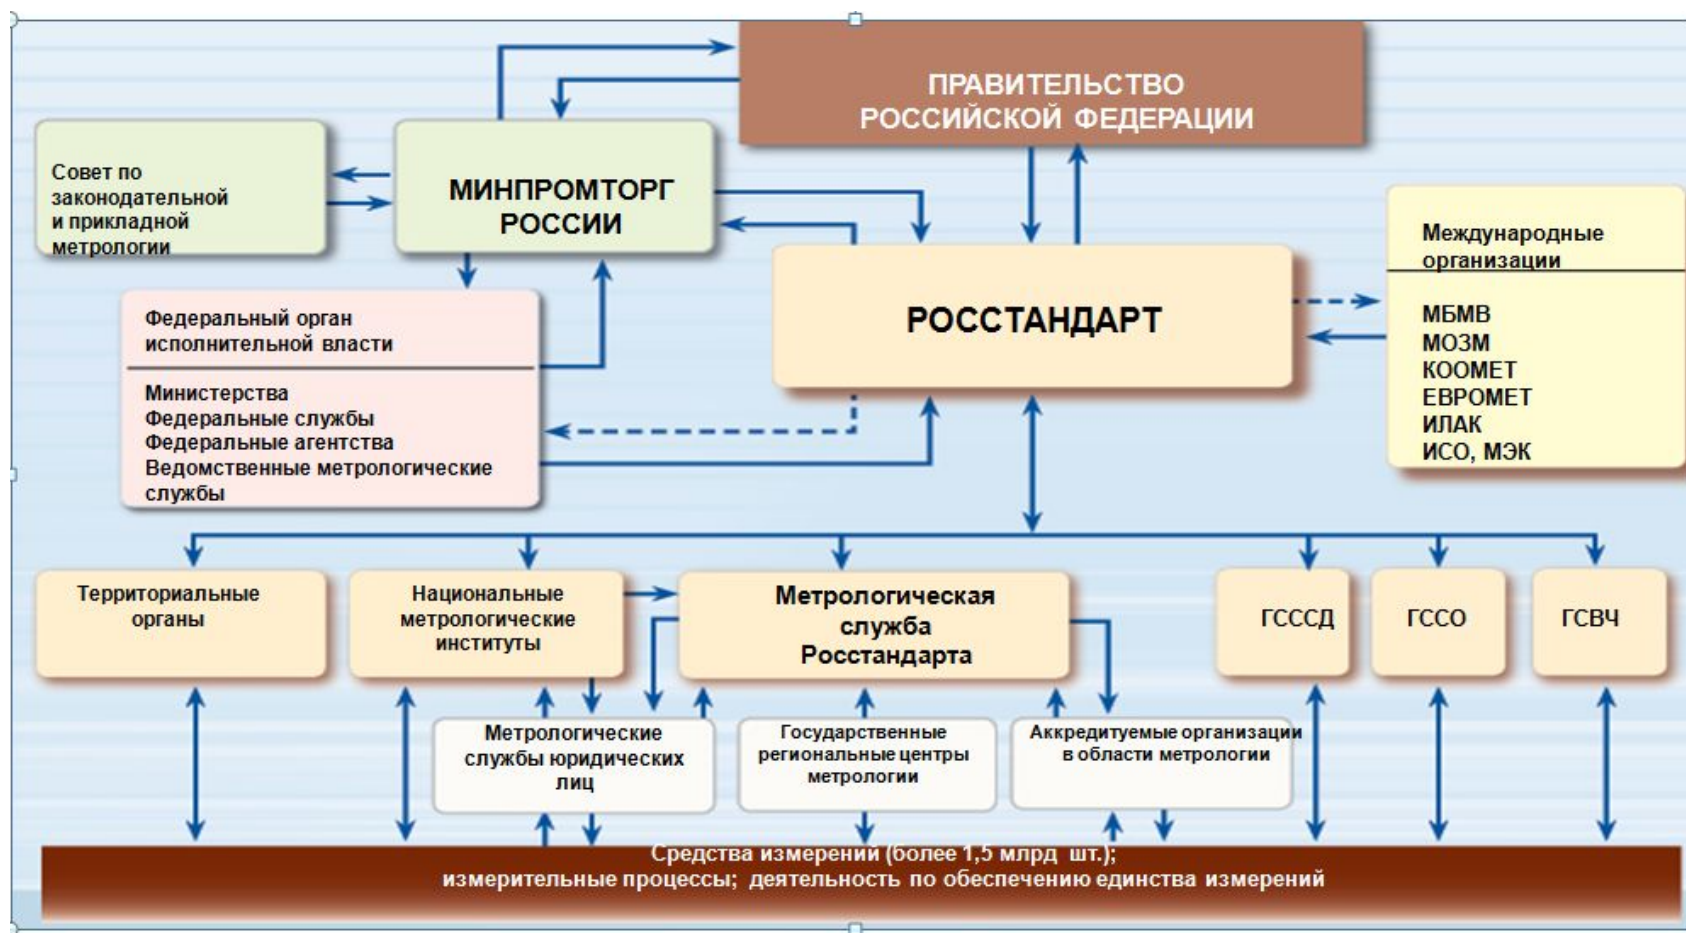 ПРАВИТЕЛЬСТВО
РОССИЙСКОЙ ФЕДЕРАЦИИ
Совет по
законодательной
и прикладной
метрологии
МИНПРОМТОРГ
РОССИИ
Международные
организации
МБМВ
МОЗМ
КООМЕТ
ЕВРОМЕТ
ИЛАК
ИСО, МЭК
РОССТАНДАРТ
Федеральный орган
исполнительной власти
Министерства
Федеральные службы
Федеральные агентства
Ведомственные метрологические
службы
Территориальные
органы
Национальные
метрологические
институты
Метрологическая
служба
Росстандарта
ГСССД
ГССО
ГСВЧ
Метрологические
службы юридических
лиц
Государственные
региональные центры
метрологии
Аккредитуемые организации
в области метрологии
Средства измерений (более 1,5 млрд шт.);
измерительные процессы; деятельность по обеспечению единства измерений